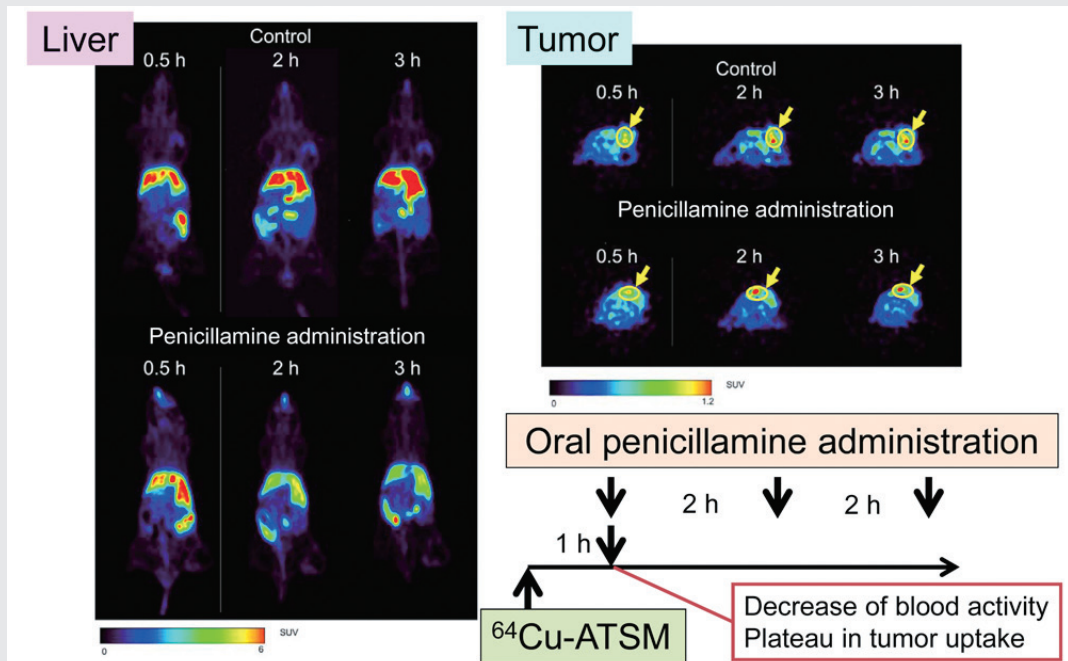 Liver
Control
0.5 h 2 h 3 h
Penicillamine administration
0.5 h 2 h 3 h
SUV
0 6
Tumor
Control
0.5 h 2 h 3 h
Penicillamine administration
0.5 h 2 h 3 h
SUV
0 1.2
Oral penicillamine administration
2 h 2 h
1 h
⁶⁴Cu-ATSM
Decrease of blood activity
Plateau in tumor uptake